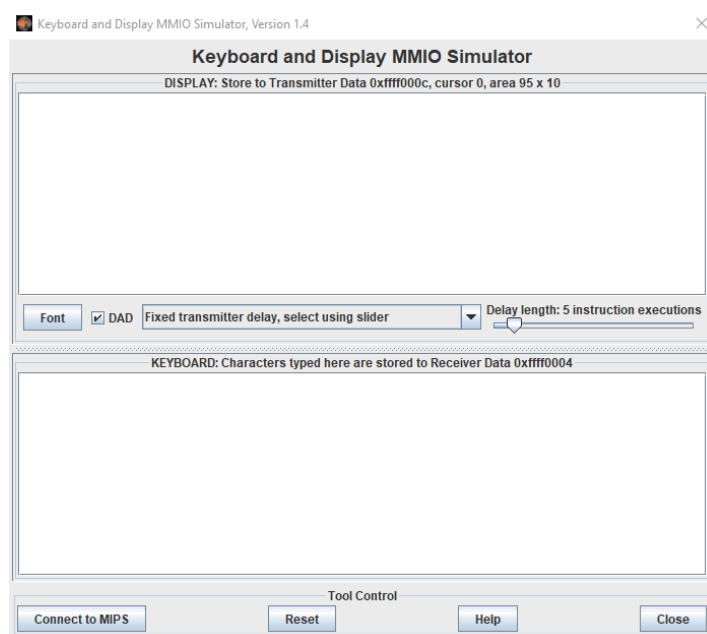 Keyboard and Display MMIO Simulator, Version 1.4
Keyboard and Display MMIO Simulator
DISPLAY: Store to Transmitter Data 0xffff000c, cursor 0, area 95 x 10
Font DAD Fixed transmitter delay, select using slider Delay length: 5 instruction executions
KEYBOARD: Characters typed here are stored to Receiver Data 0xffff0004
Tool Control
Connect to MIPS Reset Help Close